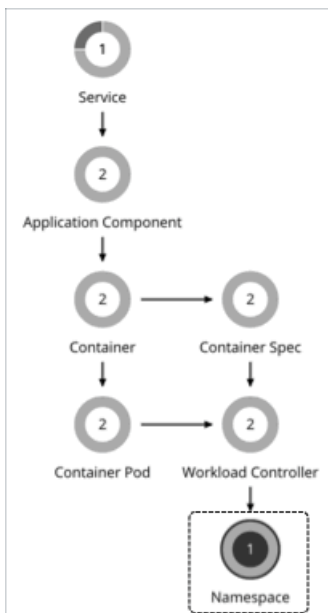 1
Service
2
Application Component
2 2
Container Container Spec
2 2
Container Pod Workload Controller
1
Namespace